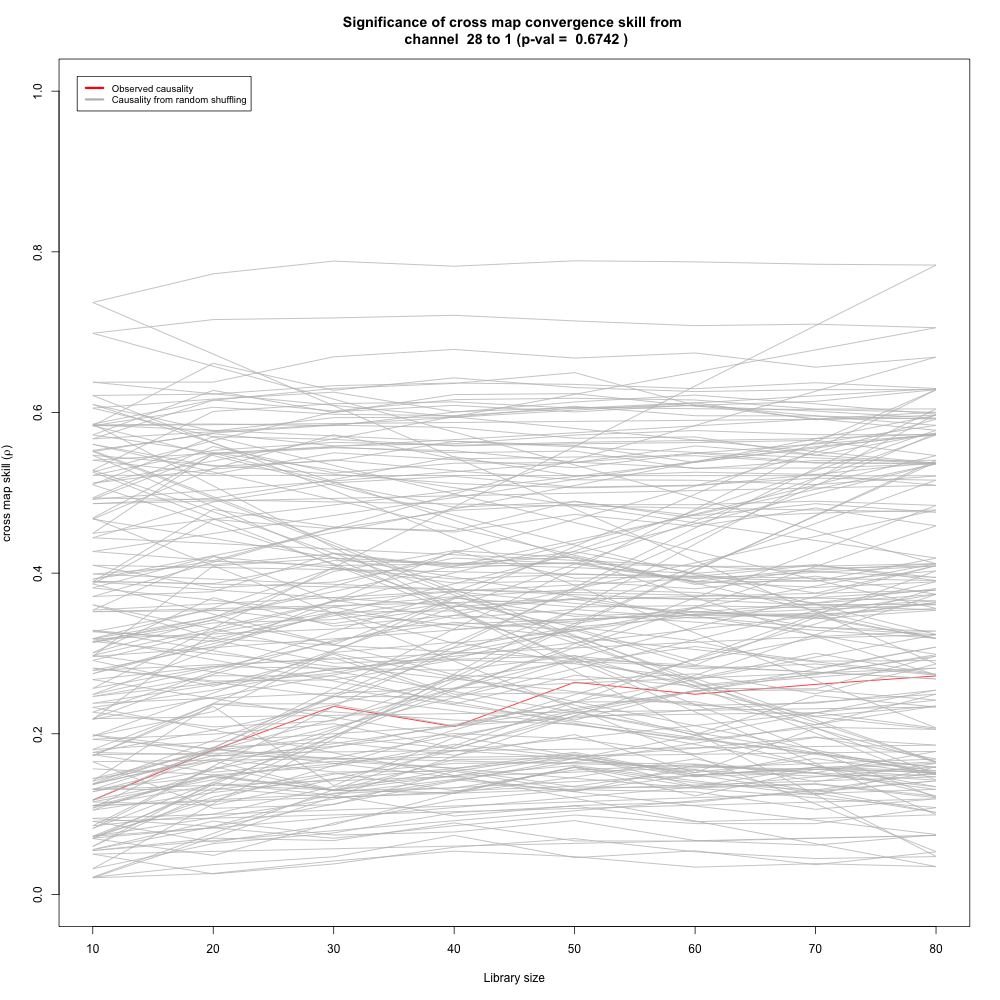 Significance of cross map convergence skill from
channel  28 to 1 (p-val =  0.6742 )
Observed causality
Causality from random shuffling
cross map skill (ρ)
1.0
0.8
0.6
0.4
0.2
0.0
10 20 30 40 50 60 70 80
Library size